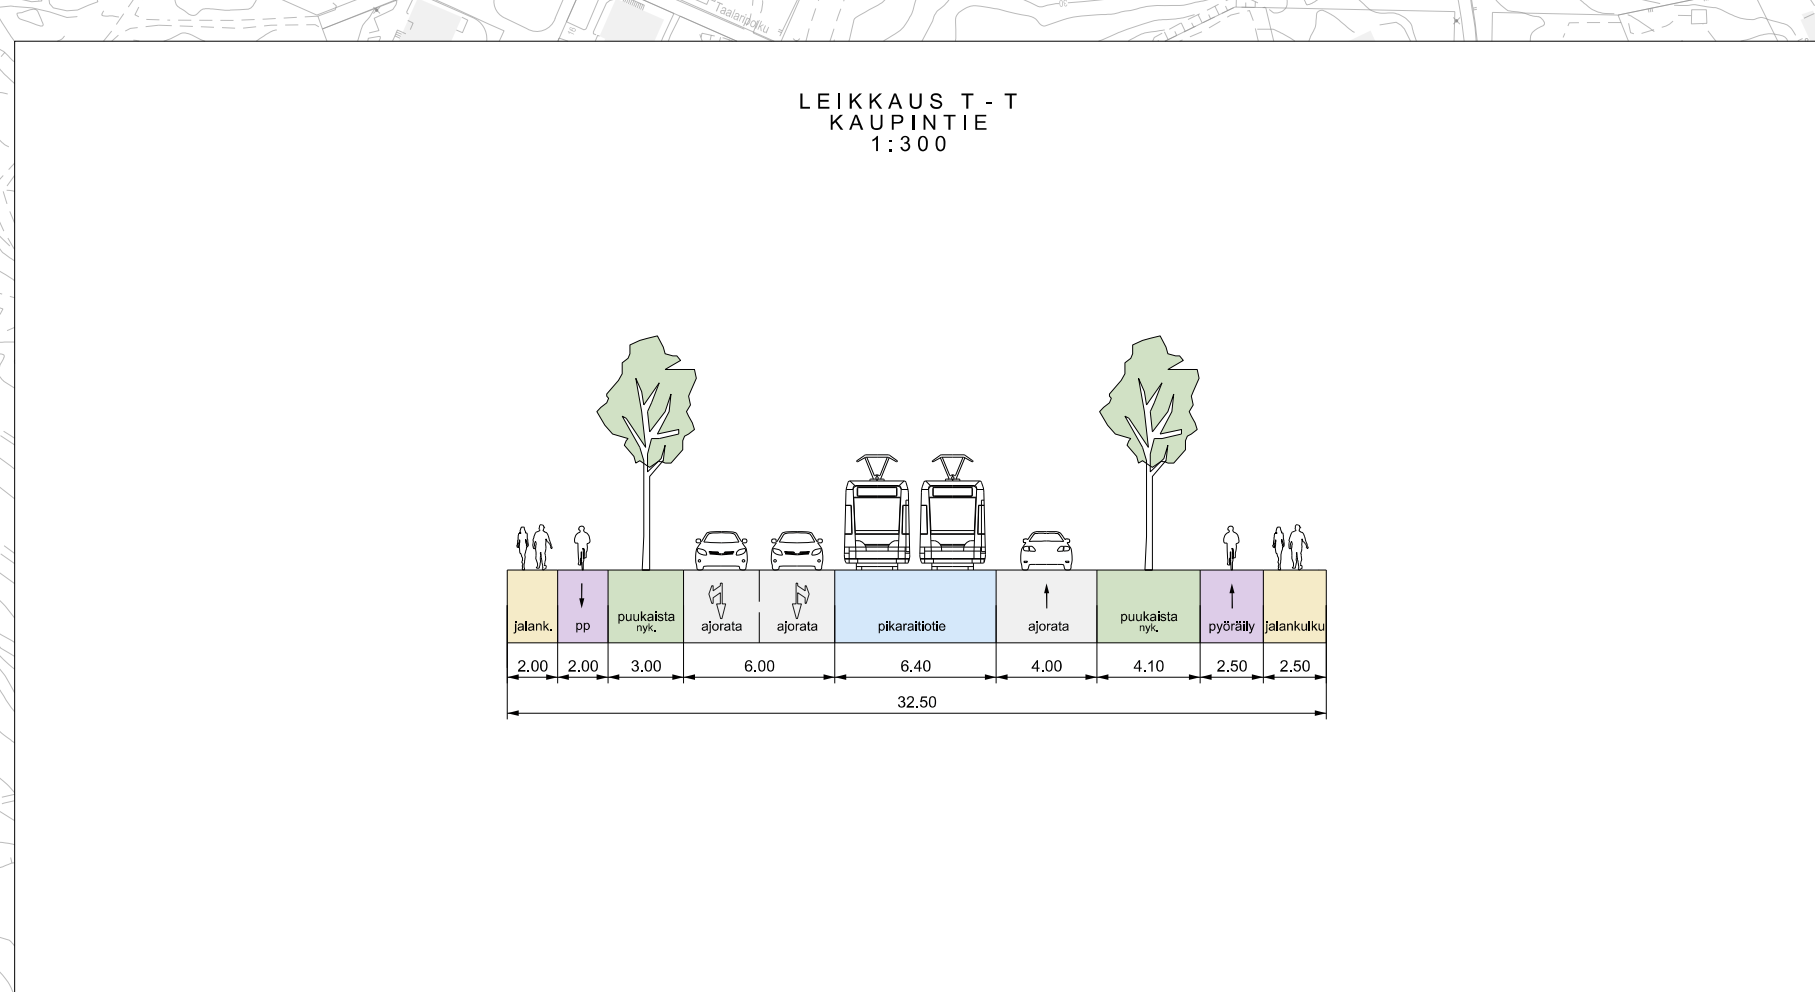 Taalanpolku
LEIKKAUS T - T
KAUPINTIE
1:300
jalank.
pp
puukaista
nyk.
ajorata
ajorata
pikaraitiotie
ajorata
puukaista
nyk.
pyöräily
jalankulku
2.00
2.00
3.00
6.00
6.40
4.00
4.10
2.50
2.50
32.50